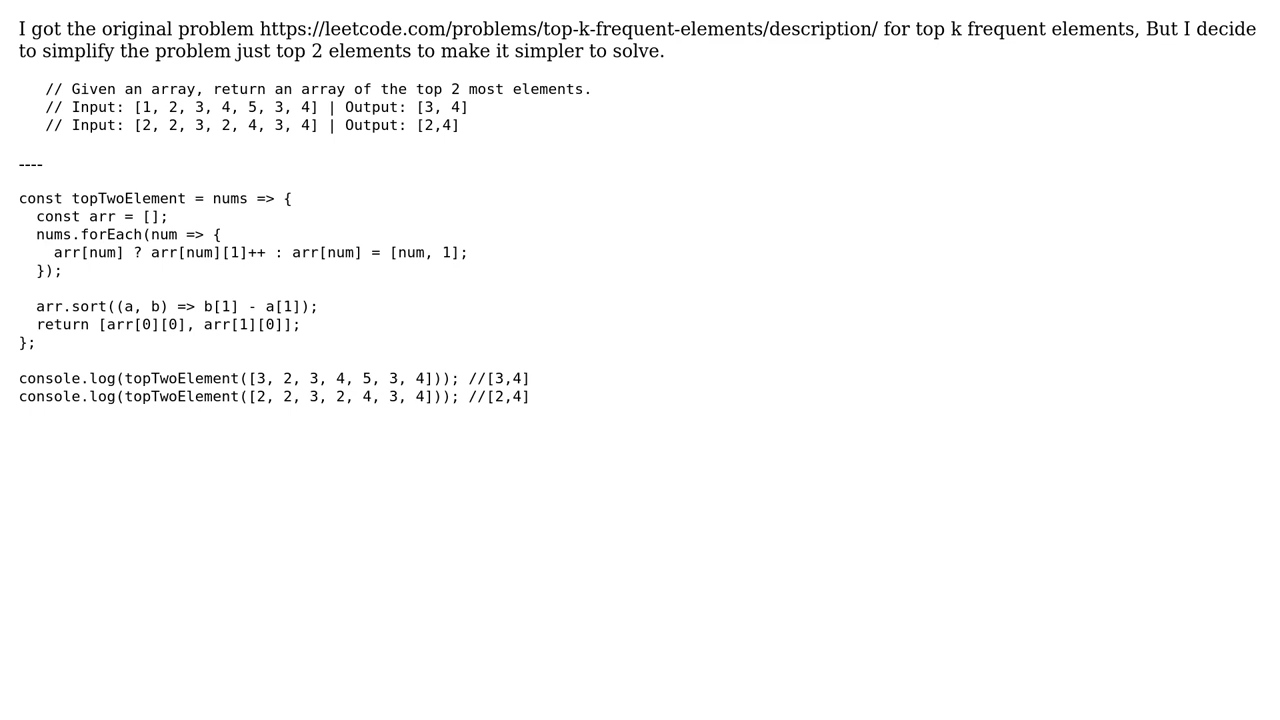 I got the original problem https://leetcode.com/problems/top-k-frequent-elements/description/ for top k frequent elements, But I decide
to simplify the problem just top 2 elements to make it simpler to solve.
// Given an array, return an array of the top 2 most elements.
// Input: [1, 2, 3, 4, 5, 3, 4] | Output: [3, 4]
// Input: [2, 2, 3, 2, 4, 3, 4] | Output: [2,4]
----
const topTwoElement = nums => {
  const arr = [];
  nums.forEach(num => {
    arr[num] ? arr[num][1]++ : arr[num] = [num, 1];
  });
  arr.sort((a, b) => b[1] - a[1]);
  return [arr[0][0], arr[1][0]];
};
console.log(topTwoElement([3, 2, 3, 4, 5, 3, 4])); //[3,4]
console.log(topTwoElement([2, 2, 3, 2, 4, 3, 4])); //[2,4]